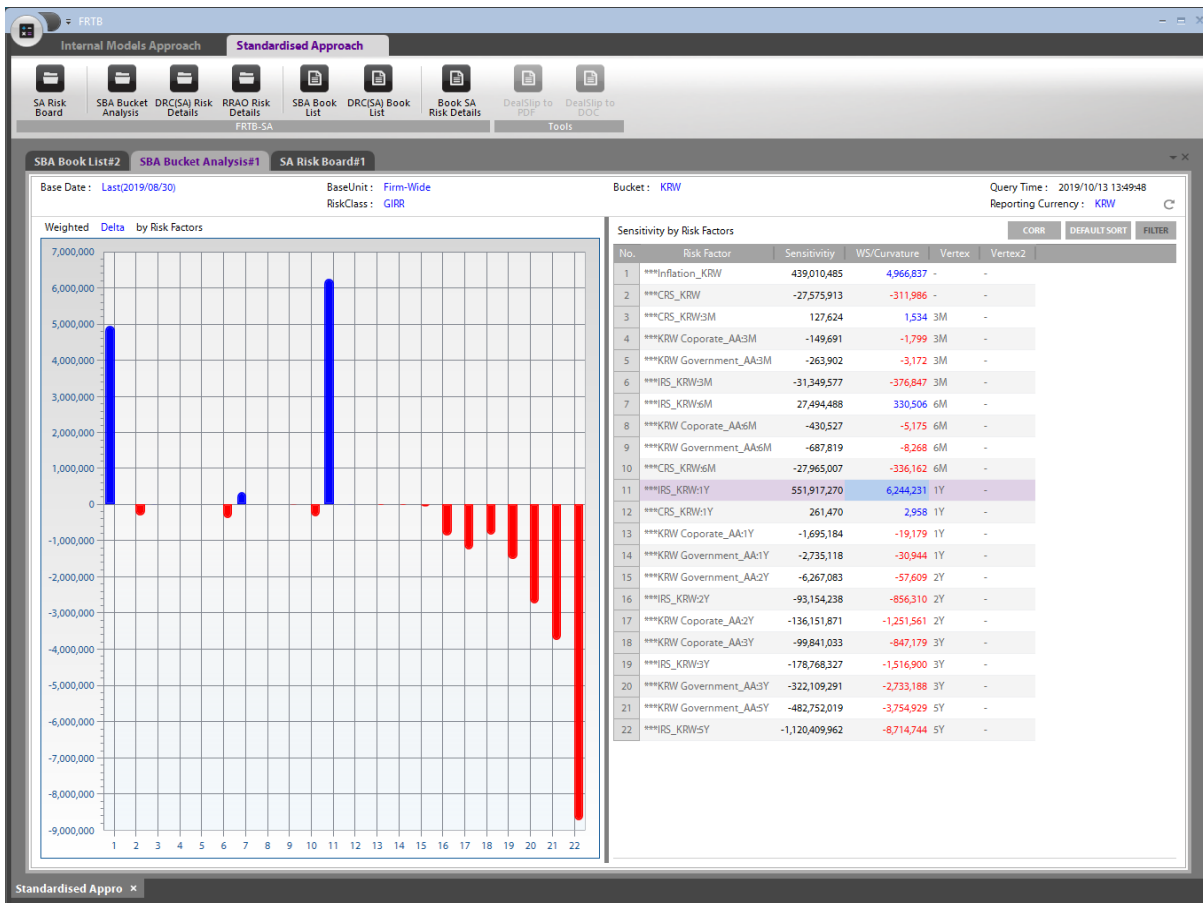 FRTB
Internal Models Approach Standardised Approach
SA Risk Board SBA Bucket Analysis DRC(SA) Risk Details RRAO Risk Details SBA Book List DRC(SA) Book List Book SA Risk Details DealSlip to PDF DealSlip to DOC
FRTB-SA Tools
SBA Book List#2 SBA Bucket Analysis#1 SA Risk Board#1
Base Date : Last(2019/08/30) BaseUnit : Firm-Wide Bucket : KRW Query Time : 2019/10/13 13:49:48
RiskClass : GIRR Reporting Currency : KRW
Weighted Delta by Risk Factors
7,000,000
6,000,000
5,000,000
4,000,000
3,000,000
2,000,000
1,000,000
0
-1,000,000
-2,000,000
-3,000,000
-4,000,000
-5,000,000
-6,000,000
-7,000,000
-8,000,000
-9,000,000
1 2 3 4 5 6 7 8 9 10 11 12 13 14 15 16 17 18 19 20 21 22
Sensitivity by Risk Factors CORR DEFAULT SORT FILTER
No. Risk Factor Sensitivitiy WS/Curvature Vertex Vertex2
1 ***Inflation_KRW 439,010,485 4,966,837 - -
2 ***CRS_KRW -27,575,913 -311,986 - -
3 ***CRS_KRW:3M 127,624 1,534 3M -
4 ***KRW Coporate_AA:3M -149,691 -1,799 3M -
5 ***KRW Government_AA:3M -263,902 -3,172 3M -
6 ***IRS_KRW:3M -31,349,577 -376,847 3M -
7 ***IRS_KRW:6M 27,494,488 330,506 6M -
8 ***KRW Coporate_AA:6M -430,527 -5,175 6M -
9 ***KRW Government_AA:6M -687,819 -8,268 6M -
10 ***CRS_KRW:6M -27,965,007 -336,162 6M -
11 ***IRS_KRW:1Y 551,917,270 6,244,231 1Y -
12 ***CRS_KRW:1Y 261,470 2,958 1Y -
13 ***KRW Coporate_AA:1Y -1,695,184 -19,179 1Y -
14 ***KRW Government_AA:1Y -2,735,118 -30,944 1Y -
15 ***KRW Government_AA:2Y -6,267,083 -57,609 2Y -
16 ***IRS_KRW:2Y -93,154,238 -856,310 2Y -
17 ***KRW Coporate_AA:2Y -136,151,871 -1,251,561 2Y -
18 ***KRW Coporate_AA:3Y -99,841,033 -847,179 3Y -
19 ***IRS_KRW:3Y -178,768,327 -1,516,900 3Y -
20 ***KRW Government_AA:3Y -322,109,291 -2,733,188 3Y -
21 ***KRW Government_AA:5Y -482,752,019 -3,754,929 5Y -
22 ***IRS_KRW:5Y -1,120,409,962 -8,714,744 5Y -
Standardised Appro ×